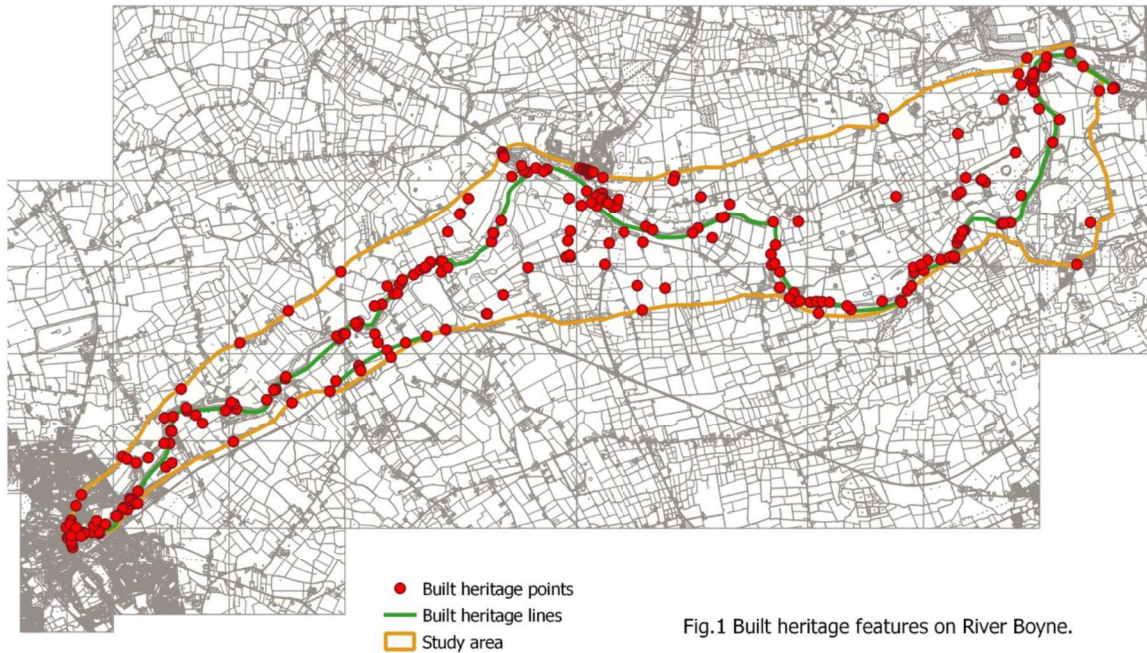 Built heritage points
Built heritage lines
Study area
Fig.1 Built heritage features on River Boyne.